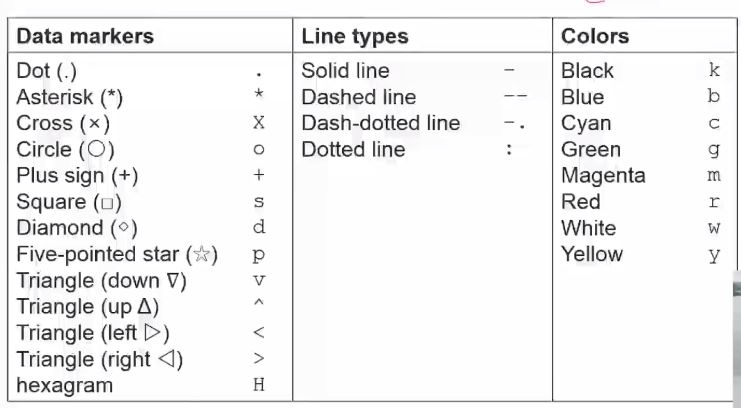 Data markers Line types Colors
Dot (.) . Solid line - Black k
Asterisk (*) * Dashed line -- Blue b
Cross (×) X Dash-dotted line -. Cyan c
Circle (○) o Dotted line : Green g
Plus sign (+) + Magenta m
Square (□) s Red r
Diamond (◇) d White w
Five-pointed star (☆) p Yellow y
Triangle (down ∇) v
Triangle (up Δ) ^
Triangle (left ▷) <
Triangle (right ◁) >
hexagram H